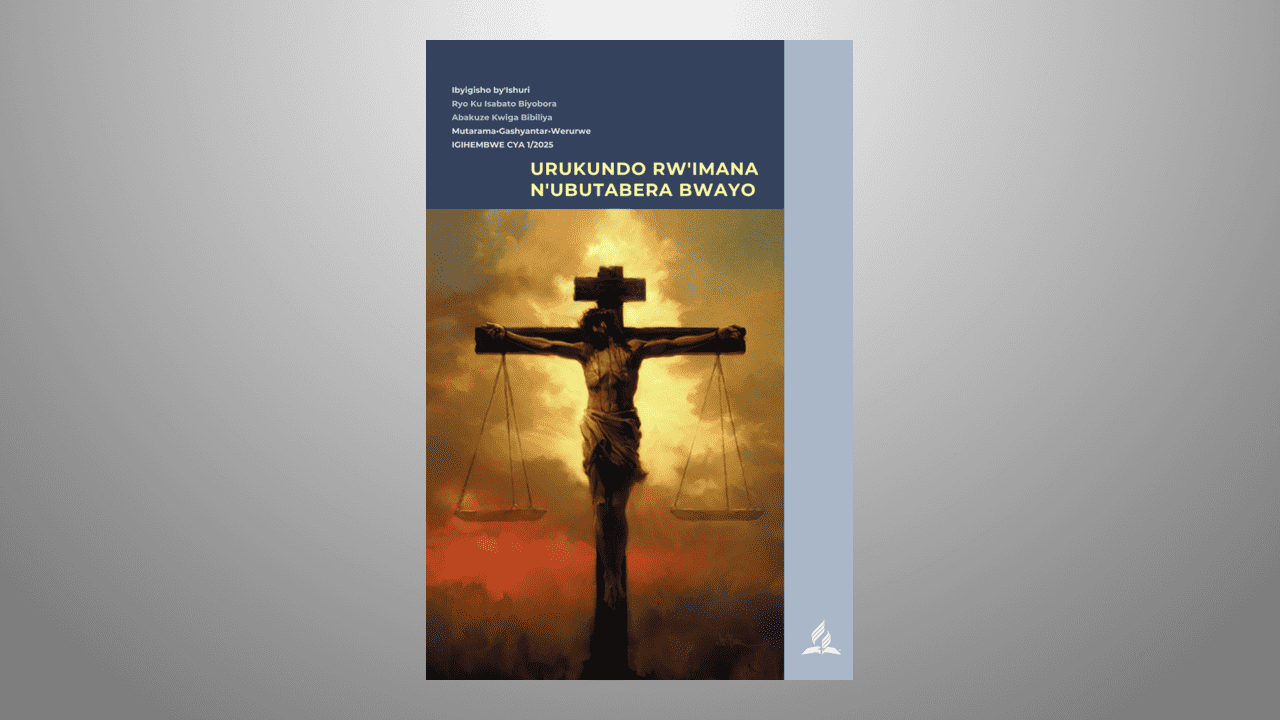 Ibyigisho by'Ishuri
Ryo Ku Isabato Biyobora
Abakuze Kwiga Bibiliya
Mutarama•Gashyantar•Werurwe
IGIHEMBWE CYA 1/2025
URUKUNDO RW'IMANA
N'UBUTABERA BWAYO